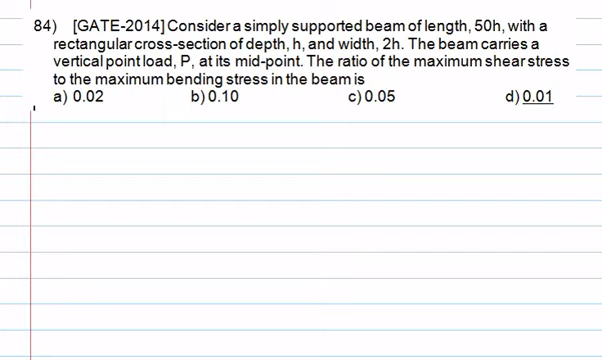 84) [GATE-2014] Consider a simply supported beam of length, 50h, with a
rectangular cross-section of depth, h, and width, 2h. The beam carries a
vertical point load, P, at its mid-point. The ratio of the maximum shear stress
to the maximum bending stress in the beam is
a) 0.02 b) 0.10 c) 0.05 d) 0.01